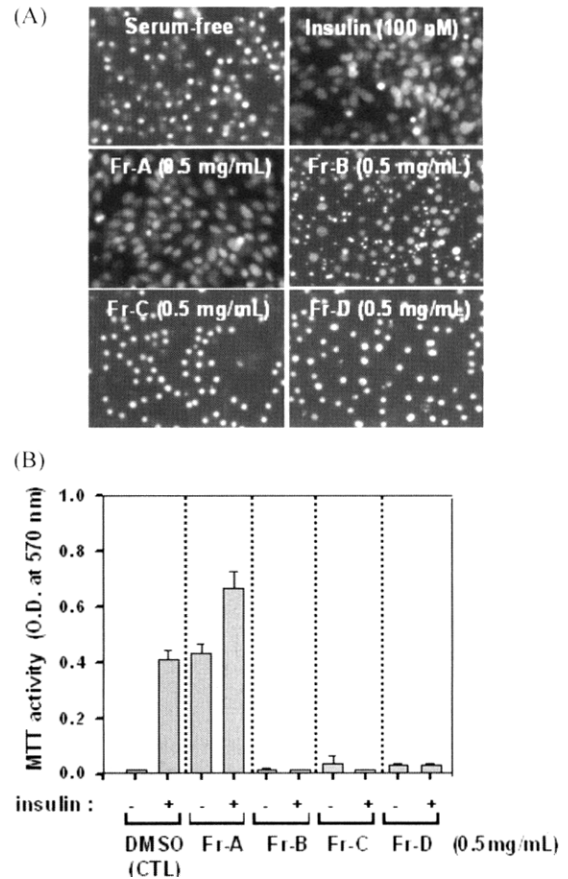 (A)
Serum-free
Insulin (100 nM)
Fr-A (0.5 mg/mL)
Fr-B (0.5 mg/mL)
Fr-C (0.5 mg/mL)
Fr-D (0.5 mg/mL)
(B)
MTT activity (O.D. at 570 nm)
1.0
0.8
0.6
0.4
0.2
0.0
insulin : - + - + - + - + - +
DMSO Fr-A Fr-B Fr-C Fr-D (0.5mg/mL)
(CTL)